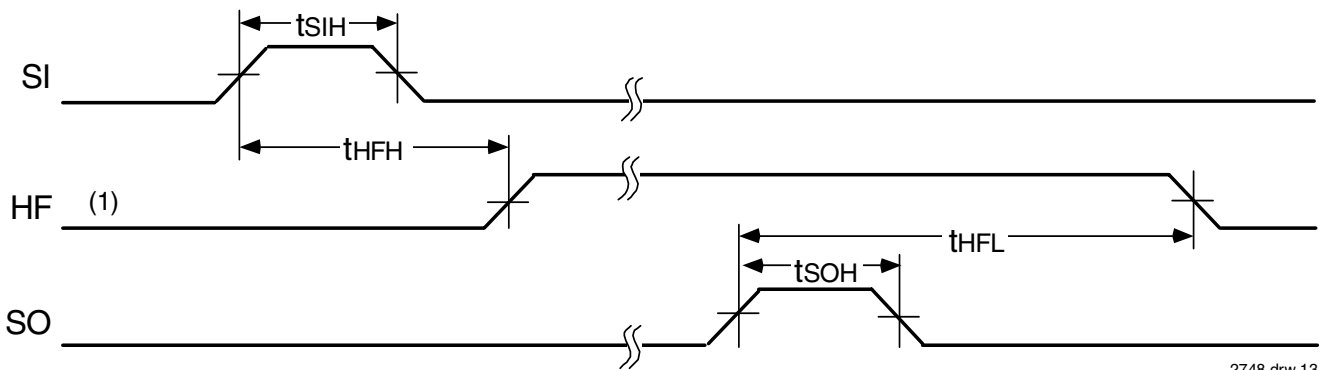 tSIH
SI
tHFH
HF (1)
tHFL
tSOH
SO
2748 drw 13